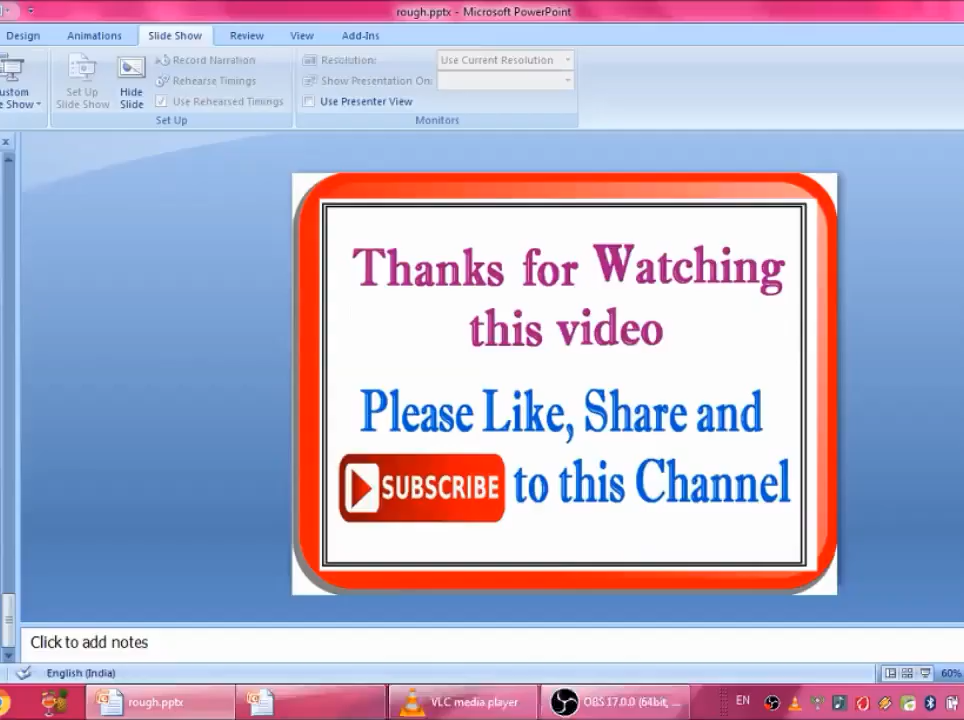 rough.pptx - Microsoft PowerPoint
Design Animations Slide Show Review View Add-Ins
Record Narration Resolution: Use Current Resolution
Rehearse Timings Show Presentation On:
Set Up Slide Show Hide Slide Use Rehearsed Timings Use Presenter View
Set Up Monitors
Thanks for Watching
this video
Please Like, Share and
SUBSCRIBE to this Channel
Click to add notes
English (India) 60%
rough.pptx VLC media player OBS 17.0.0 (64bit, ... EN